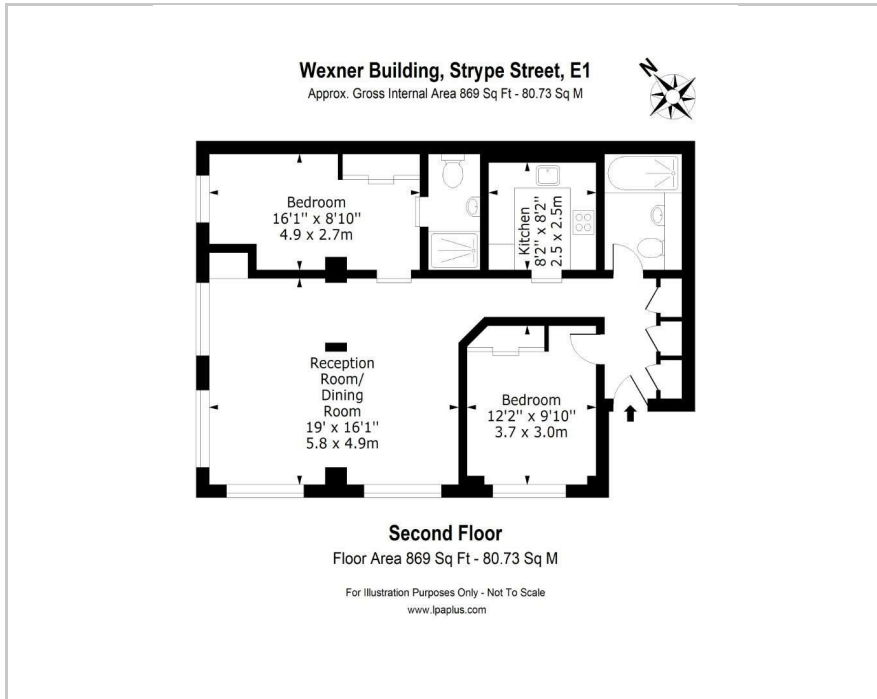 Wexner Building, Strype Street, E1
Approx. Gross Internal Area 869 Sq Ft - 80.73 Sq M
N
Bedroom
16'1'' x 8'10''
4.9 x 2.7m
Kitchen
8'2'' x 8'2''
2.5 x 2.5m
Reception
Room/
Dining
Room
19' x 16'1''
5.8 x 4.9m
Bedroom
12'2'' x 9'10''
3.7 x 3.0m
Second Floor
Floor Area 869 Sq Ft - 80.73 Sq M
For Illustration Purposes Only - Not To Scale
www.lpaplus.com